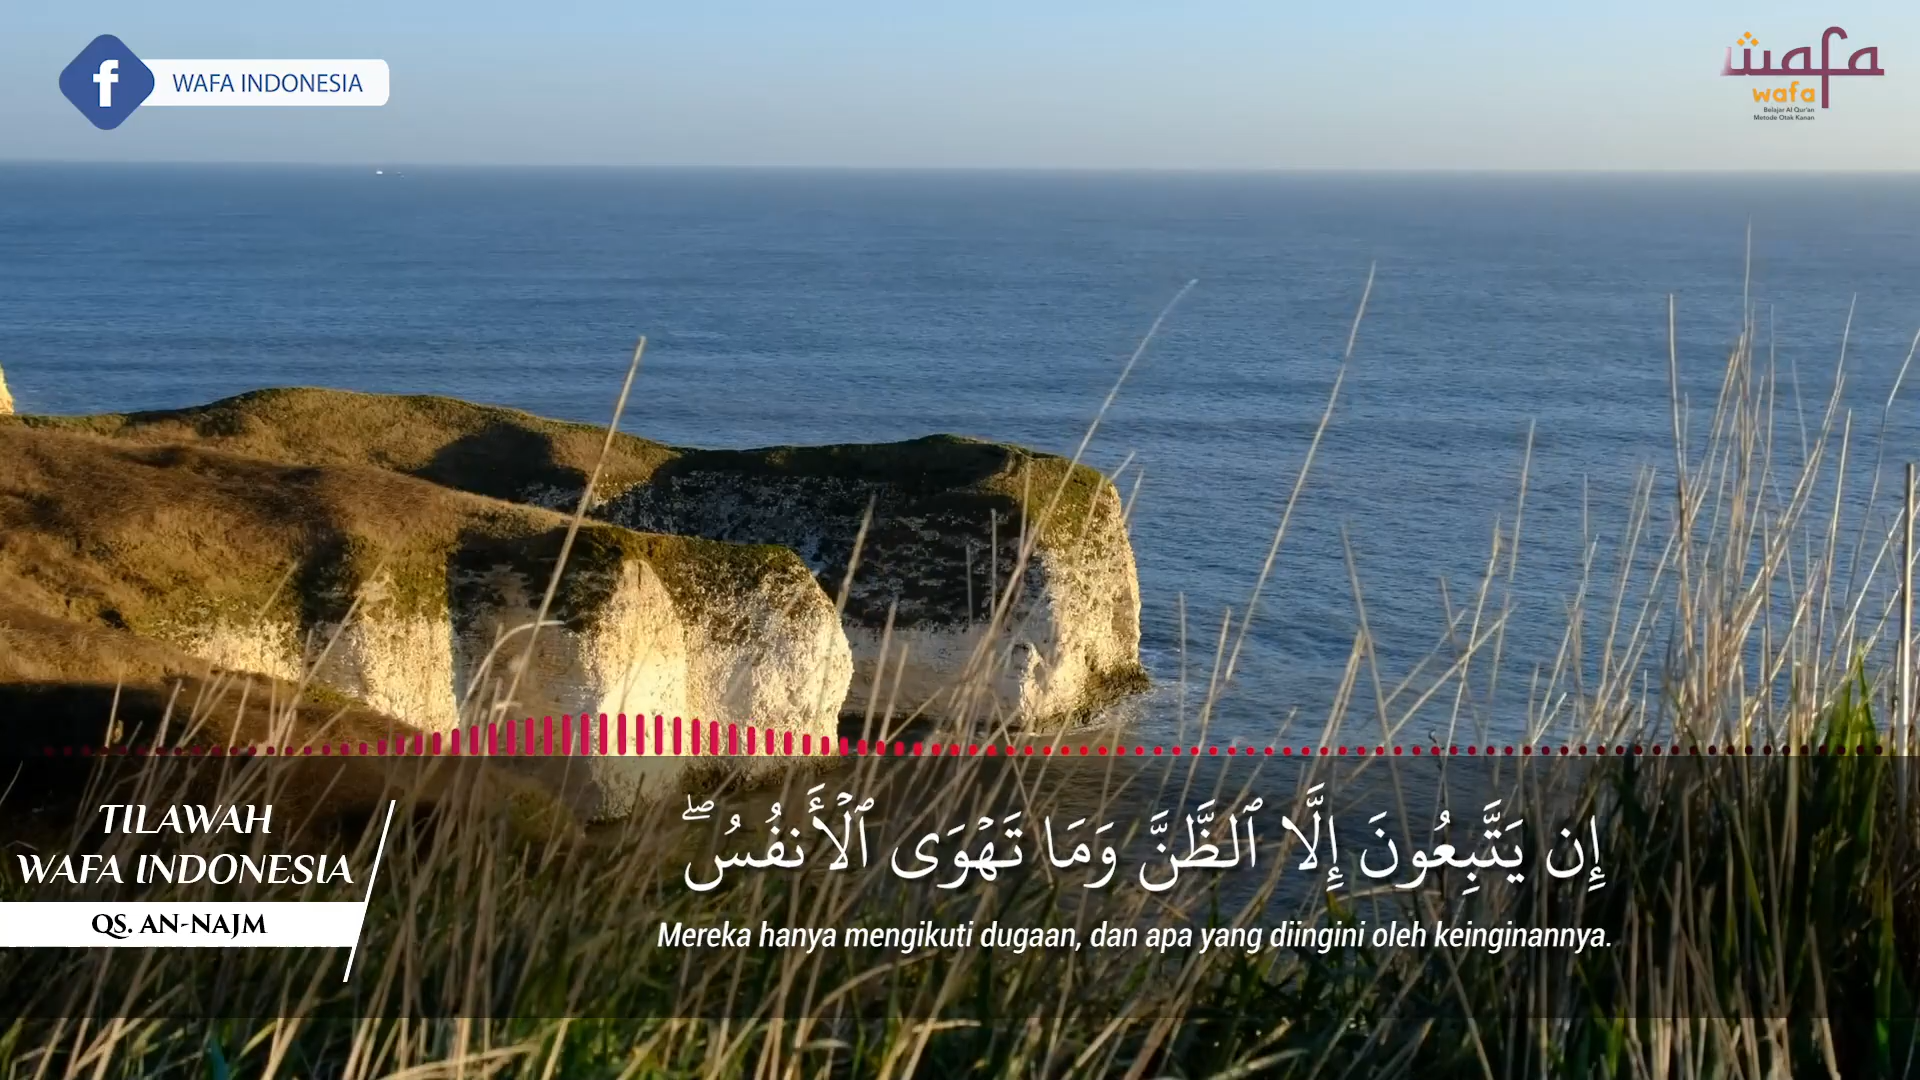 WAFA INDONESIA
wafa
wafa
Belajar Al Qur'an
Metode Otak Kanan
إِن يَتَّبِعُونَ إِلَّا ٱلظَّنَّ وَمَا تَهۡوَى ٱلۡأَنفُسُۖ
Mereka hanya mengikuti dugaan, dan apa yang diingini oleh keinginannya.
TILAWAH
WAFA INDONESIA
QS. AN-NAJM